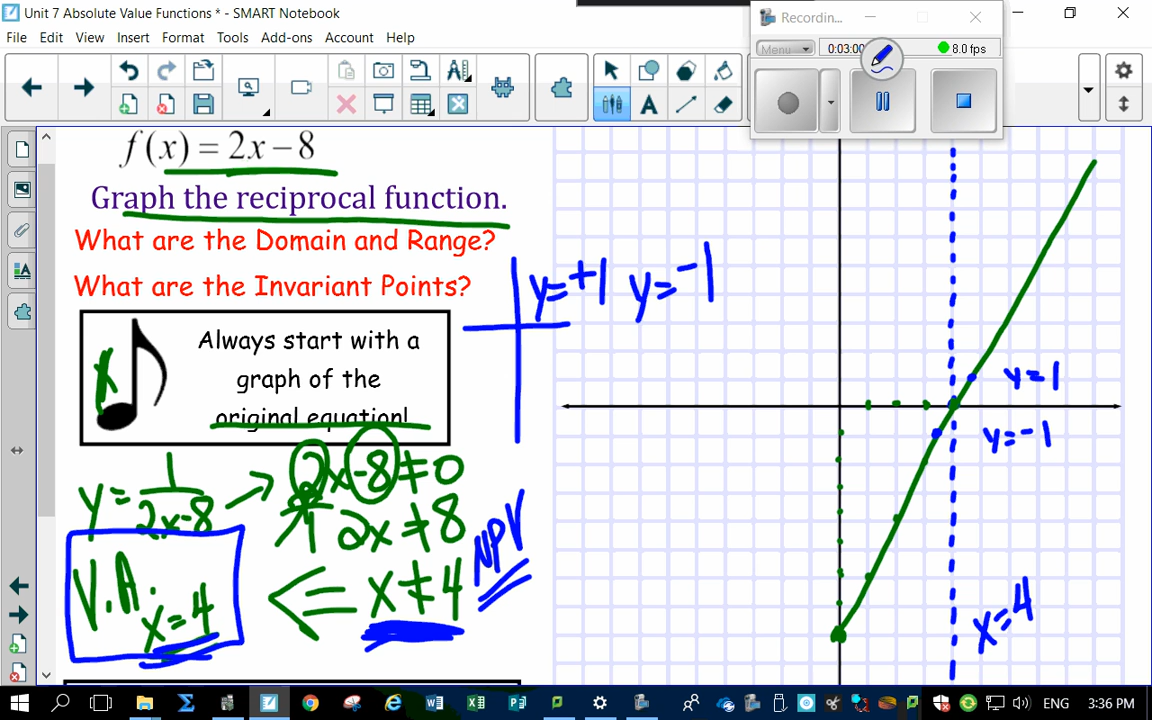 Unit 7 Absolute Value Functions * - SMART Notebook
Recordin...
File Edit View Insert Format Tools Add-ons Account Help
Menu
0:03:00
8.0 fps
f(x) = 2x - 8
Graph the reciprocal function.
What are the Domain and Range?
What are the Invariant Points?
y=+1 y=-1
Always start with a
graph of the
original equation!
y=1
y=-1
y=1/(2x-8) → 2x-8≠0
2x≠8
NPV
V.A.
x=4
x≠4
x=4
ENG 3:36 PM